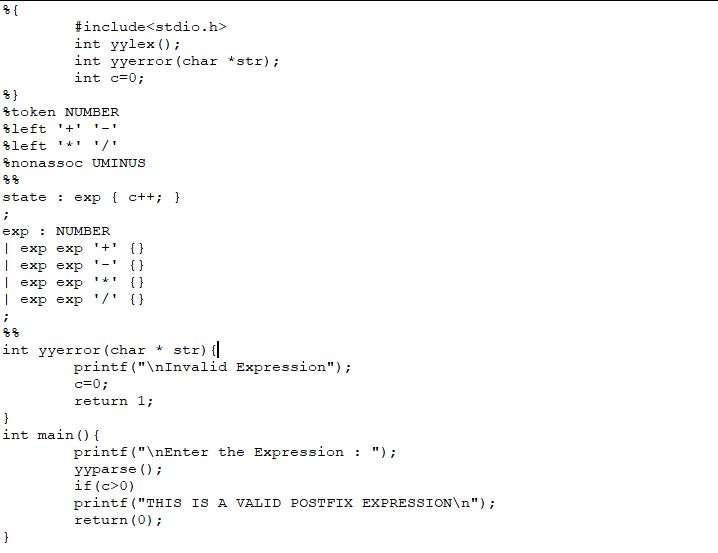 %{
#include<stdio.h>
int yylex();
int yyerror(char *str);
int c=0;
%}
%token NUMBER
%left '+' '-'
%left '*' '/'
%nonassoc UMINUS
%%
state : exp { c++; }
;
exp : NUMBER
| exp exp '+' {}
| exp exp '-' {}
| exp exp '*' {}
| exp exp '/' {}
;
%%
int yyerror(char * str){
printf("\nInvalid Expression");
c=0;
return 1;
}
int main(){
printf("\nEnter the Expression : ");
yyparse();
if(c>0)
printf("THIS IS A VALID POSTFIX EXPRESSION\n");
return(0);
}